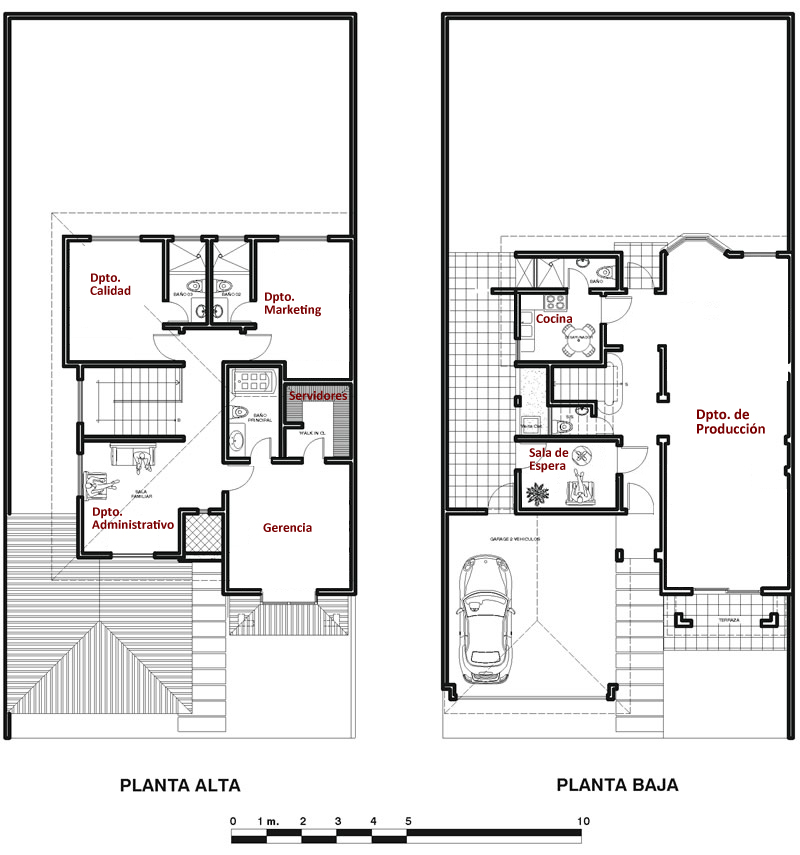 Dpto.
Calidad
BAÑO 03
BAÑO 02
Dpto.
Marketing
Servidores
BAÑO
PRINCIPAL
WALK IN CL.
SALA
FAMILIAR
Dpto.
Administrativo
Gerencia
PLANTA ALTA
BAÑO
Cocina
DESAYUNADOR
S
S/S
Sala de
Espera
Dpto. de
Producción
GARAGE 2 VEHICULOS
TERRAZA
PLANTA BAJA
0 1 m. 2 3 4 5 10